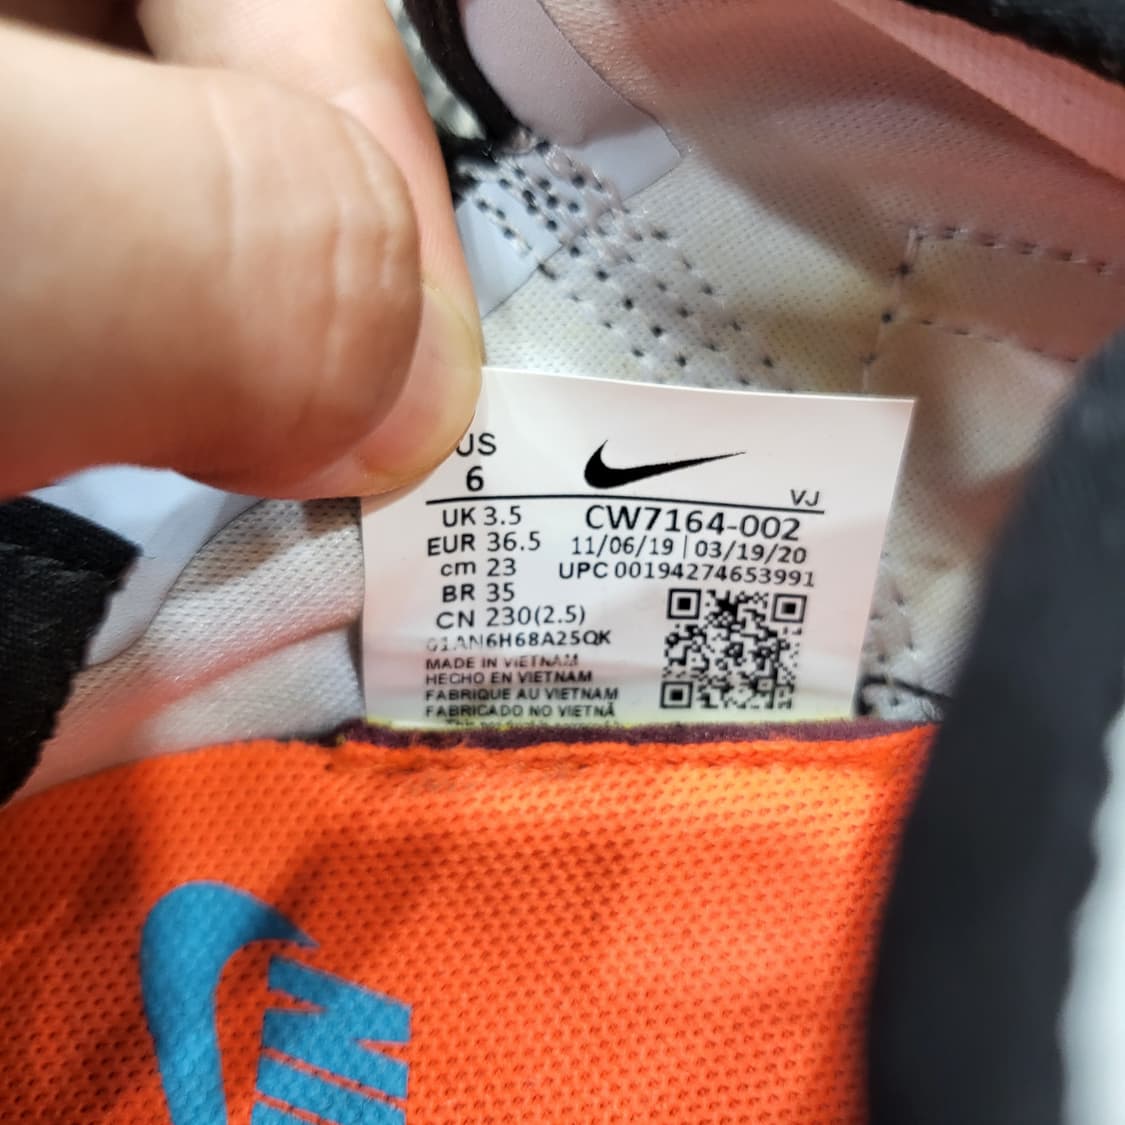 US
6
VJ
UK 3.5
CW7164-002
EUR 36.5
11/06/19 | 03/19/20
cm 23
UPC 00194274653991
BR 35
CN 230(2.5)
01AN6H68A25QK
MADE IN VIETNAM
HECHO EN VIETNAM
FABRIQUE AU VIETNAM
FABRICADO NO VIETNÃ